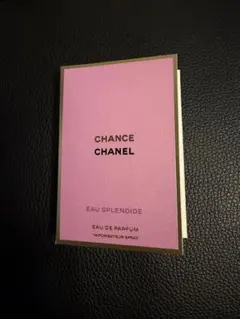 CHANCE
CHANEL
EAU SPLENDIDE
EAU DE PARFUM
VAPORISATEUR SPRAY